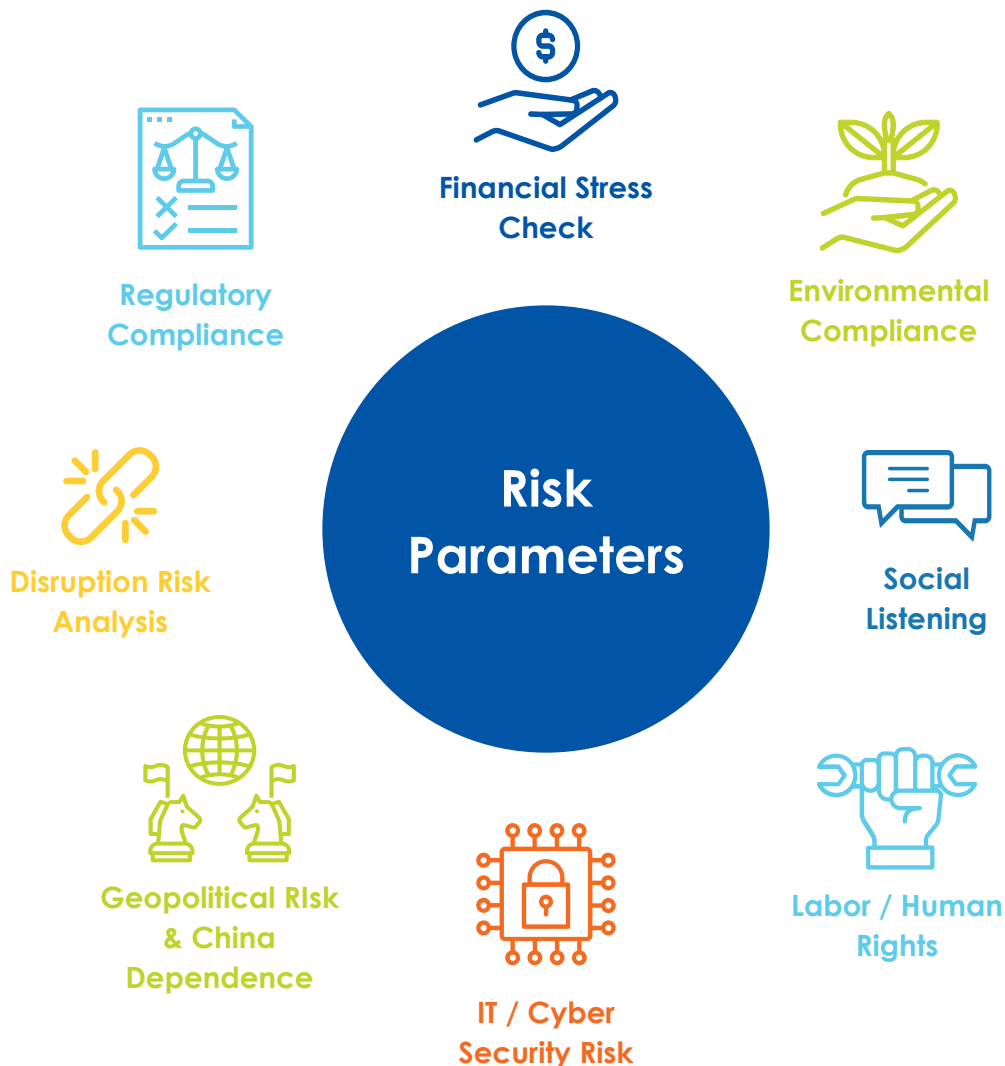 $
Financial Stress
Check
Regulatory
Compliance
Environmental
Compliance
Risk
Parameters
Disruption Risk
Analysis
Social
Listening
Geopolitical RIsk
& China
Dependence
Labor / Human
Rights
IT / Cyber
Security Risk